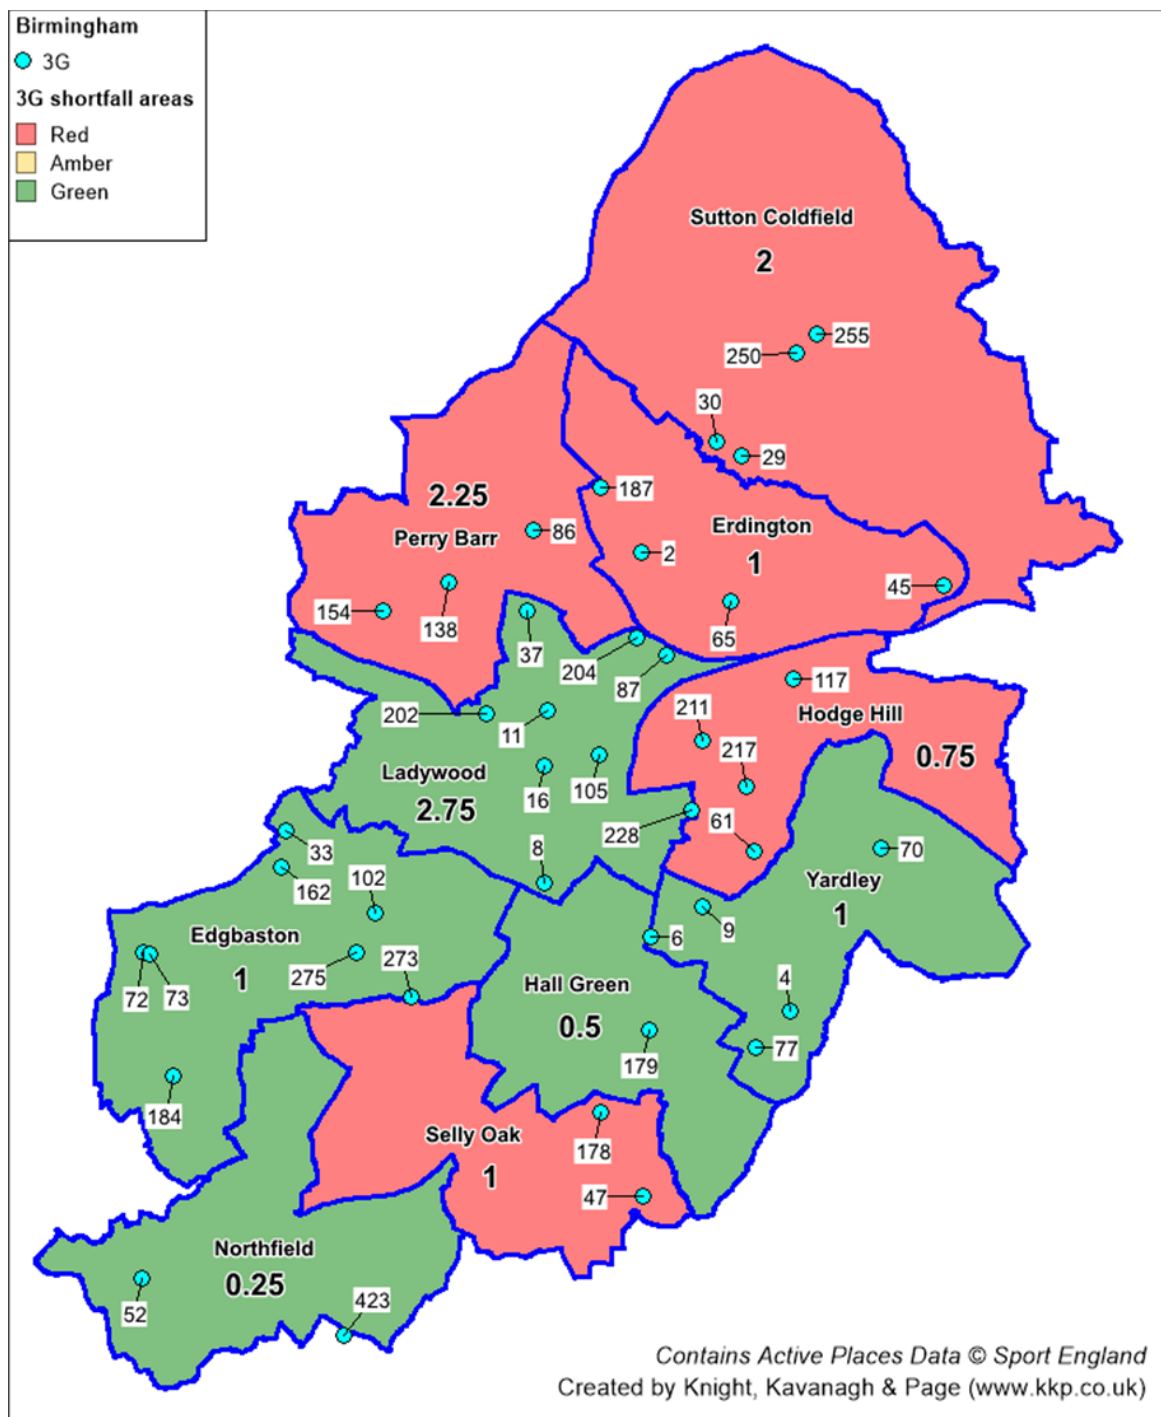 Birmingham
3G
3G shortfall areas
Red
Amber
Green
Sutton Coldfield
2
255
250
30
29
187
2.25
Perry Barr
86
Erdington
1
2
45
154
138
65
37
204
87
117
Hodge Hill
0.75
211
217
202
11
Ladywood
2.75
16
105
228
61
8
33
162
102
70
Yardley
1
9
6
Edgbaston
1
275
273
72
73
Hall Green
0.5
4
77
179
184
Selly Oak
1
178
47
Northfield
0.25
52
423
Contains Active Places Data © Sport England
Created by Knight, Kavanagh & Page (www.kkp.co.uk)